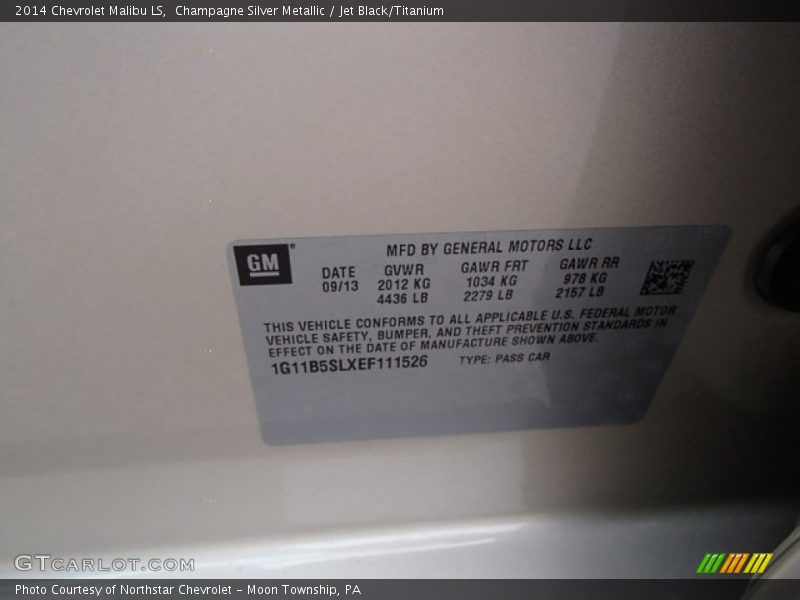 2014 Chevrolet Malibu LS,  Champagne Silver Metallic / Jet Black/Titanium
GM
MFD BY GENERAL MOTORS LLC
DATE GVWR GAWR FRT GAWR RR
09/13 2012 KG 1034 KG 978 KG
4436 LB 2279 LB 2157 LB
THIS VEHICLE CONFORMS TO ALL APPLICABLE U.S. FEDERAL MOTOR
VEHICLE SAFETY, BUMPER, AND THEFT PREVENTION STANDARDS IN
EFFECT ON THE DATE OF MANUFACTURE SHOWN ABOVE.
1G11B5SLXEF111526 TYPE: PASS CAR
GTCARLOT.COM
Photo Courtesy of Northstar Chevrolet - Moon Township, PA